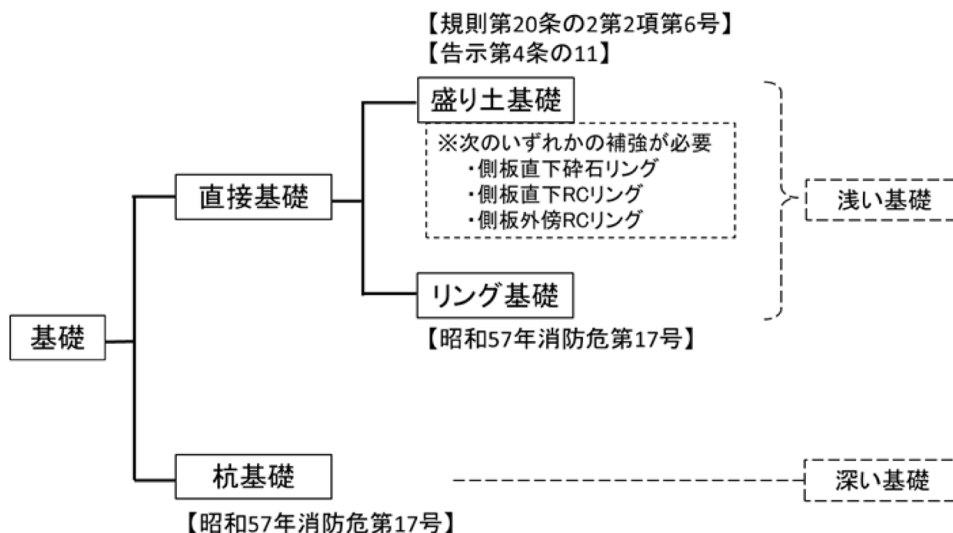 【規則第20条の2第2項第6号】
【告示第4条の11】
盛り土基礎
※次のいずれかの補強が必要
・側板直下砕石リング
・側板直下RCリング
・側板外傍RCリング
直接基礎
浅い基礎
リング基礎
【昭和57年消防危第17号】
基礎
杭基礎
深い基礎
【昭和57年消防危第17号】